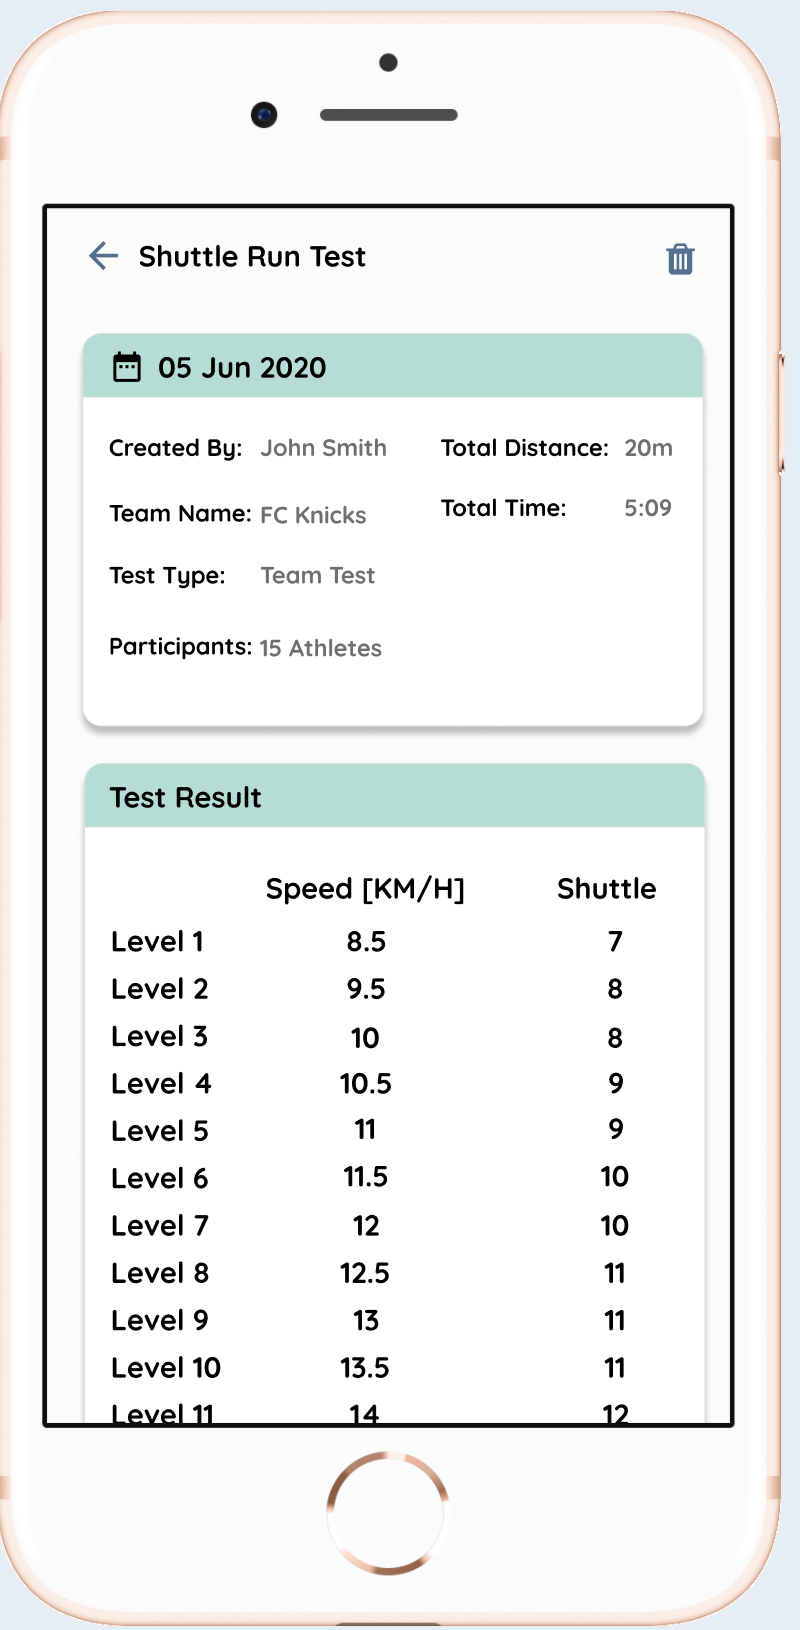 Shuttle Run Test
05 Jun 2020
Created By: John Smith
Total Distance: 20m
Team Name: FC Knicks
Total Time: 5:09
Test Type: Team Test
Participants: 15 Athletes
Test Result
Speed [KM/H] Shuttle
Level 1 8.5 7
Level 2 9.5 8
Level 3 10 8
Level 4 10.5 9
Level 5 11 9
Level 6 11.5 10
Level 7 12 10
Level 8 12.5 11
Level 9 13 11
Level 10 13.5 11
Level 11 14 12